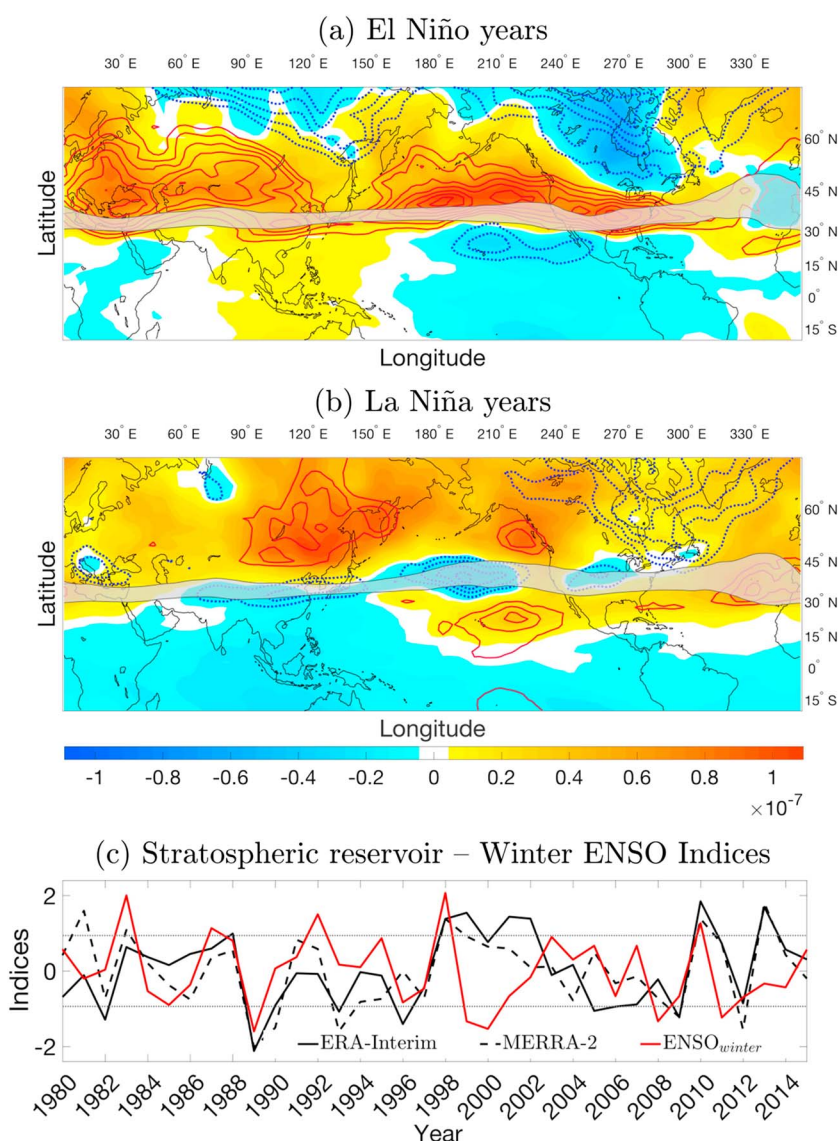 (a) El Niño years
30° E 60° E 90° E 120° E 150° E 180° E 210° E 240° E 270° E 300° E 330° E
60° N
45° N
30° N
15° N
0°
15° S
Latitude
Longitude
(b) La Niña years
30° E 60° E 90° E 120° E 150° E 180° E 210° E 240° E 270° E 300° E 330° E
60° N
45° N
30° N
15° N
0°
15° S
Latitude
Longitude
-1 -0.8 -0.6 -0.4 -0.2 0 0.2 0.4 0.6 0.8 1
×10⁻⁷
(c) Stratospheric reservoir – Winter ENSO Indices
2
0
-2
Indices
ERA-Interim MERRA-2 ENSO_winter
1980 1982 1984 1986 1988 1990 1992 1994 1996 1998 2000 2002 2004 2006 2008 2010 2012 2014
Year